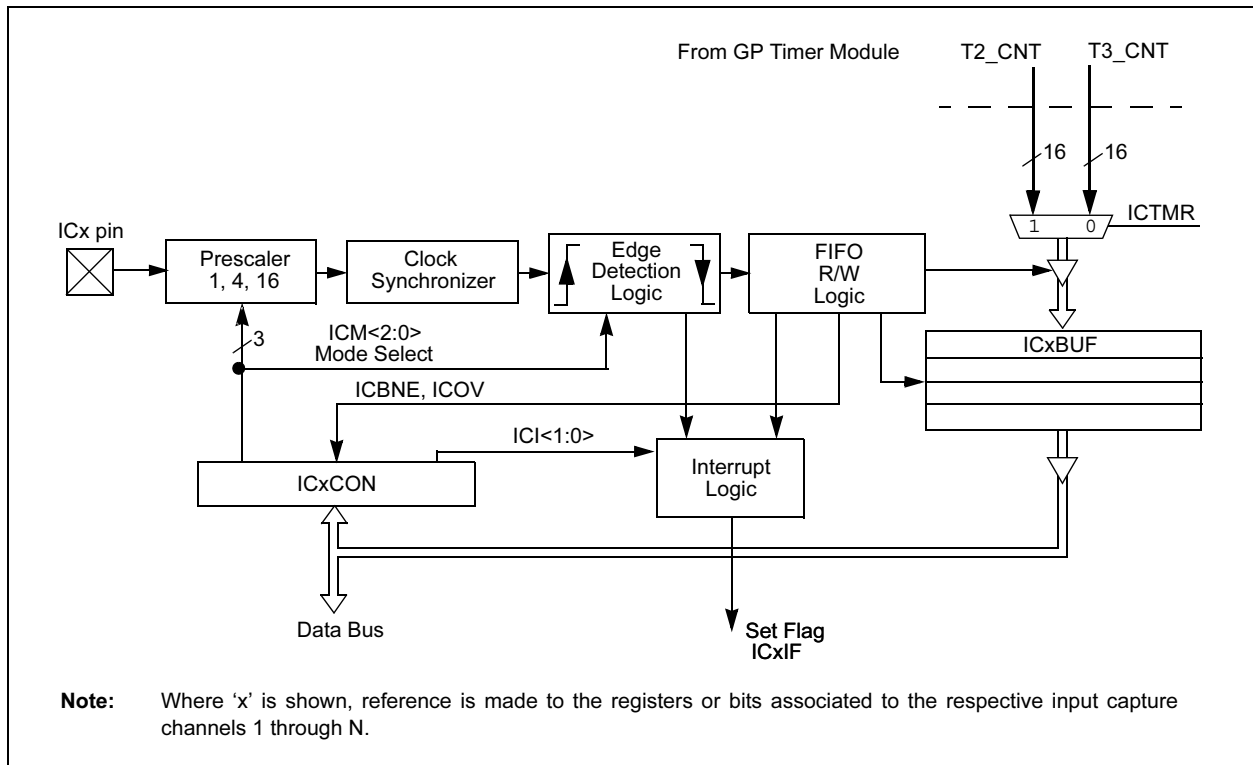 From GP Timer Module
T2_CNT
T3_CNT
16
16
1
0
ICTMR
ICx pin
Prescaler
1, 4, 16
Clock
Synchronizer
Edge
Detection
Logic
FIFO
R/W
Logic
3
ICM<2:0>
Mode Select
ICxBUF
ICBNE, ICOV
ICI<1:0>
Interrupt
Logic
ICxCON
Data Bus
Set Flag
ICxIF
Note: Where ‘x’ is shown, reference is made to the registers or bits associated to the respective input capture
channels 1 through N.